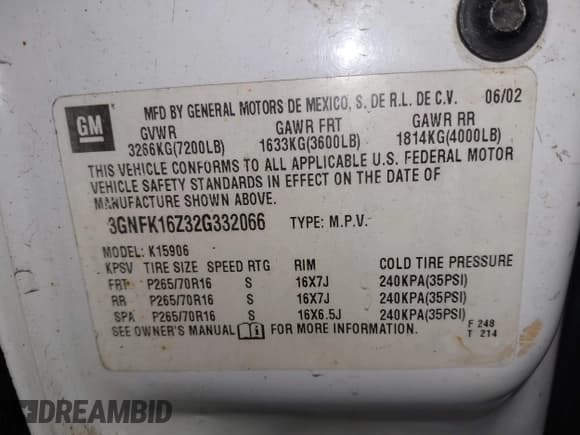 GM
MFD BY GENERAL MOTORS DE MEXICO, S. DE R.L. DE C.V. 06/02
GVWR GAWR FRT GAWR RR
3266KG(7200LB) 1633KG(3600LB) 1814KG(4000LB)
THIS VEHICLE CONFORMS TO ALL APPLICABLE U.S. FEDERAL MOTOR
VEHICLE SAFETY STANDARDS IN EFFECT ON THE DATE OF
MANUFACTURE SHOWN ABOVE.
3GNFK16Z32G332066 TYPE: M.P.V.
MODEL: K15906
KPSV TIRE SIZE SPEED RTG RIM COLD TIRE PRESSURE
FRT P265/70R16 S 16X7J 240KPA(35PSI)
RR P265/70R16 S 16X7J 240KPA(35PSI)
SPA P265/70R16 S 16X6.5J 240KPA(35PSI)
SEE OWNER'S MANUAL FOR MORE INFORMATION.
F 248
T 214
DREAMBID